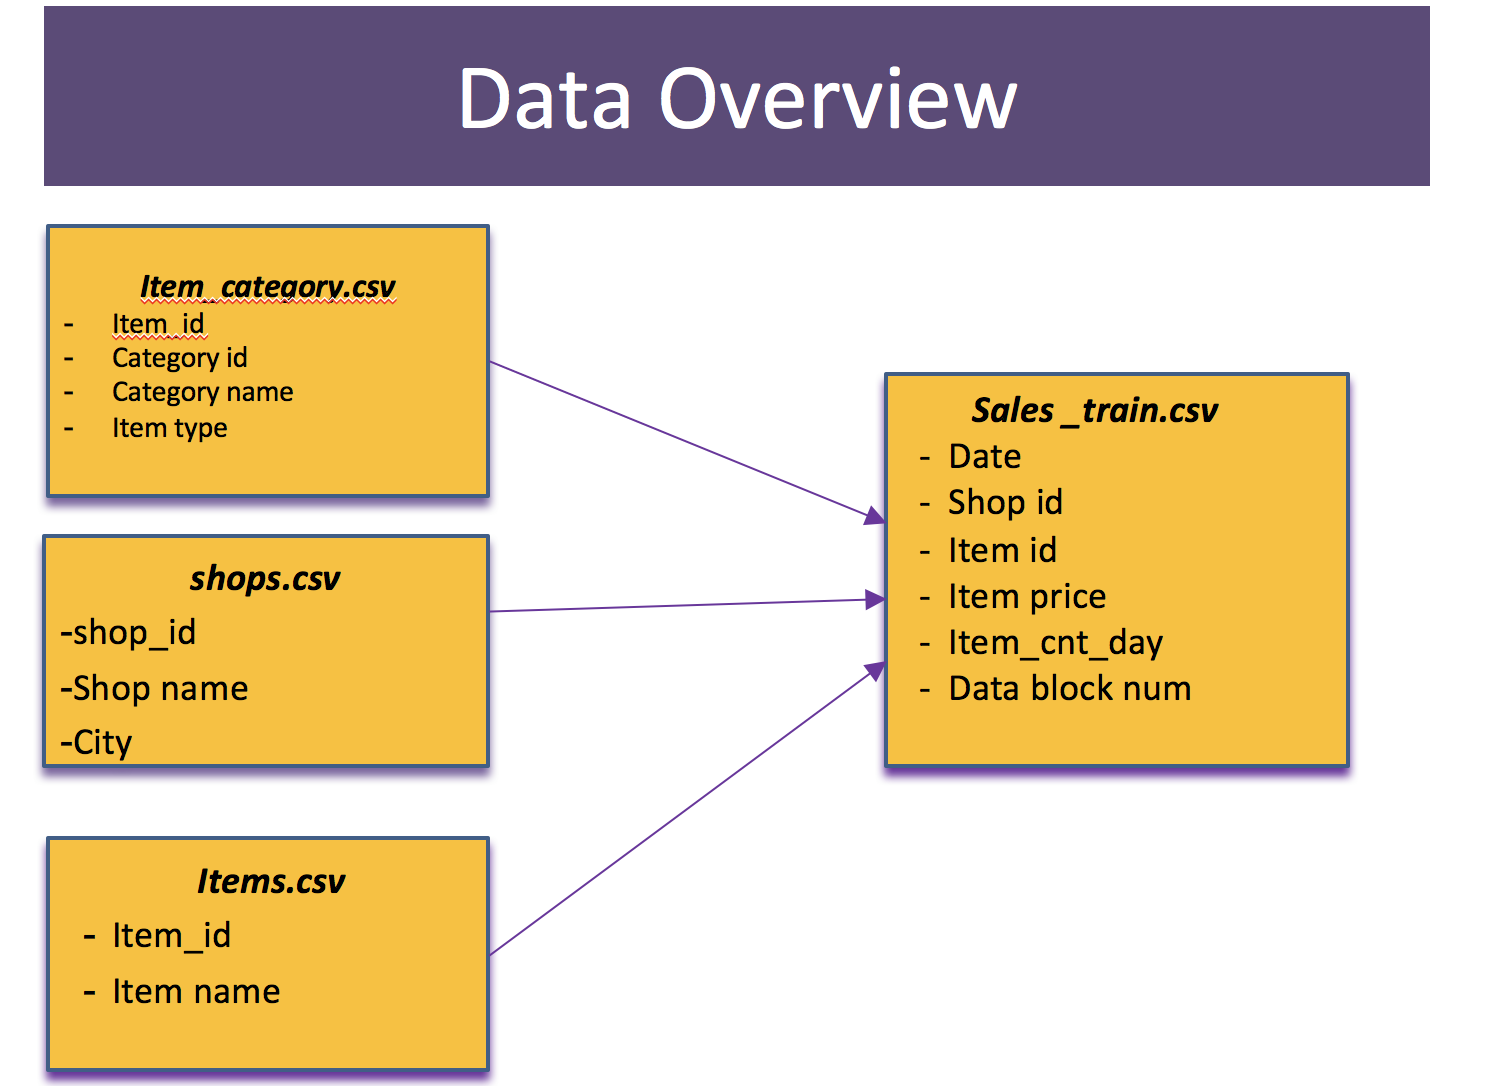 Data Overview
Item_category.csv
- Item_id
- Category id
- Category name
- Item type
shops.csv
-shop_id
-Shop name
-City
Items.csv
- Item_id
- Item name
Sales _train.csv
- Date
- Shop id
- Item id
- Item price
- Item_cnt_day
- Data block num